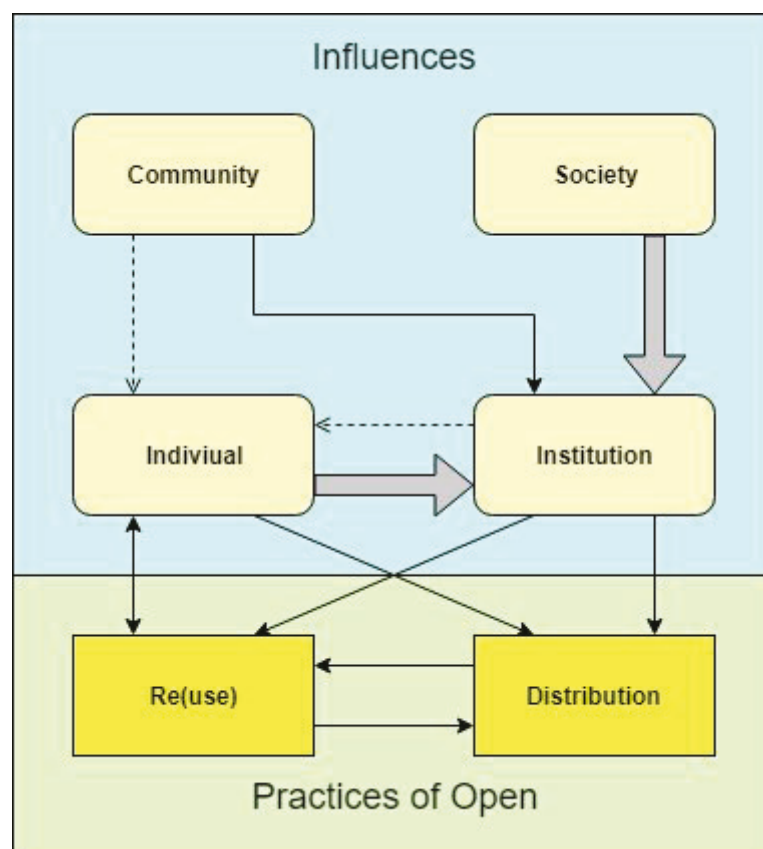 Influences
Community
Society
Indiviual
Institution
Re(use)
Distribution
Practices of Open